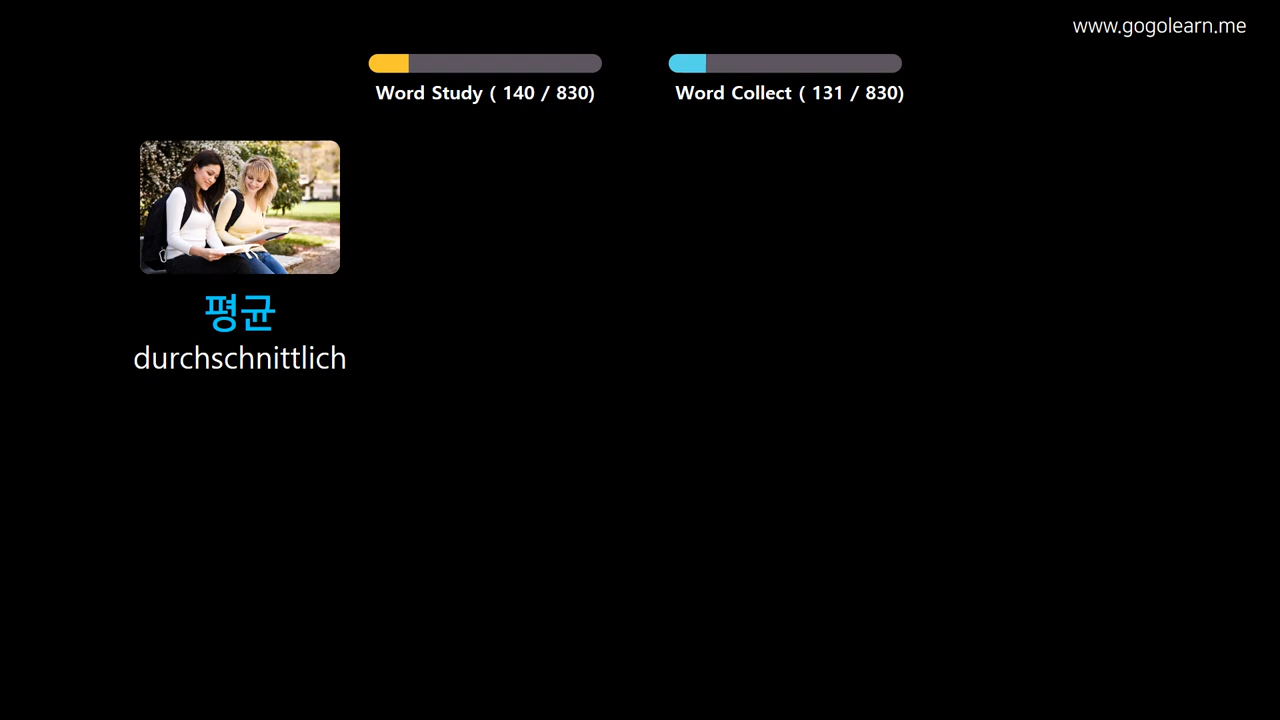 www.gogolearn.me
Word Study ( 140 / 830)
Word Collect ( 131 / 830)
평균
durchschnittlich